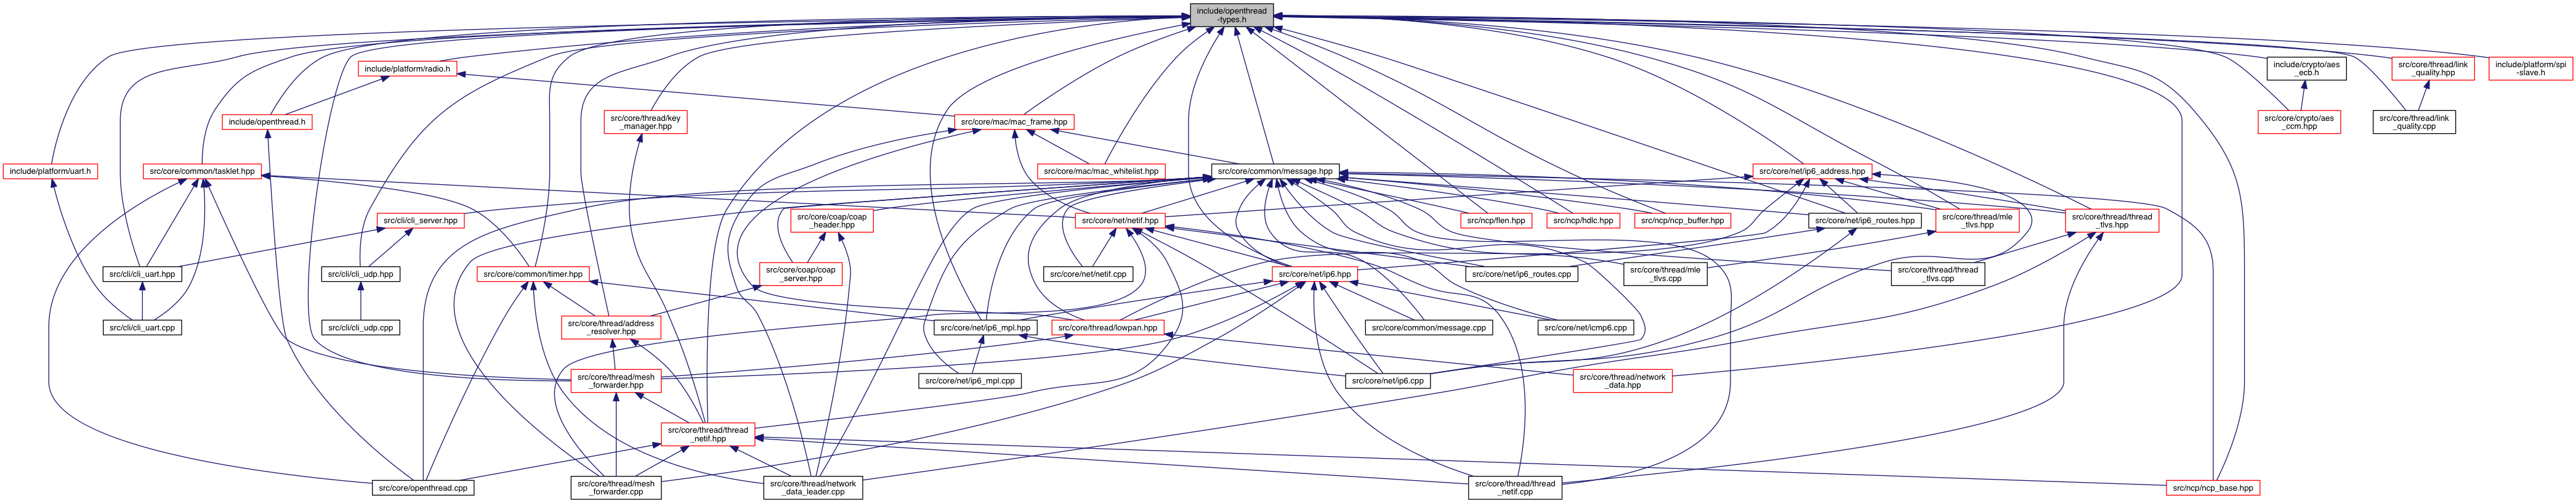 include/openthread
-types.h
include/platform/radio.h
include/crypto/aes
_ecb.h
src/core/thread/link
_quality.hpp
include/platform/spi
-slave.h
include/openthread.h
src/core/thread/key
_manager.hpp
src/core/mac/mac_frame.hpp
src/core/crypto/aes
_ccm.hpp
src/core/thread/link
_quality.cpp
include/platform/uart.h
src/core/common/tasklet.hpp
src/core/mac/mac_whitelist.hpp
src/core/common/message.hpp
src/core/net/ip6_address.hpp
src/cli/cli_server.hpp
src/core/coap/coap
_header.hpp
src/core/net/netif.hpp
src/ncp/flen.hpp
src/ncp/hdlc.hpp
src/ncp/ncp_buffer.hpp
src/core/net/ip6_routes.hpp
src/core/thread/mle
_tlvs.hpp
src/core/thread/thread
_tlvs.hpp
src/cli/cli_uart.hpp
src/cli/cli_udp.hpp
src/core/common/timer.hpp
src/core/coap/coap
_server.hpp
src/core/net/netif.cpp
src/core/net/ip6.hpp
src/core/net/ip6_routes.cpp
src/core/thread/mle
_tlvs.cpp
src/core/thread/thread
_tlvs.cpp
src/cli/cli_uart.cpp
src/cli/cli_udp.cpp
src/core/thread/address
_resolver.hpp
src/core/net/ip6_mpl.hpp
src/core/thread/lowpan.hpp
src/core/common/message.cpp
src/core/net/icmp6.cpp
src/core/thread/mesh
_forwarder.hpp
src/core/net/ip6_mpl.cpp
src/core/net/ip6.cpp
src/core/thread/network
_data.hpp
src/core/thread/thread
_netif.hpp
src/core/openthread.cpp
src/core/thread/mesh
_forwarder.cpp
src/core/thread/network
_data_leader.cpp
src/core/thread/thread
_netif.cpp
src/ncp/ncp_base.hpp